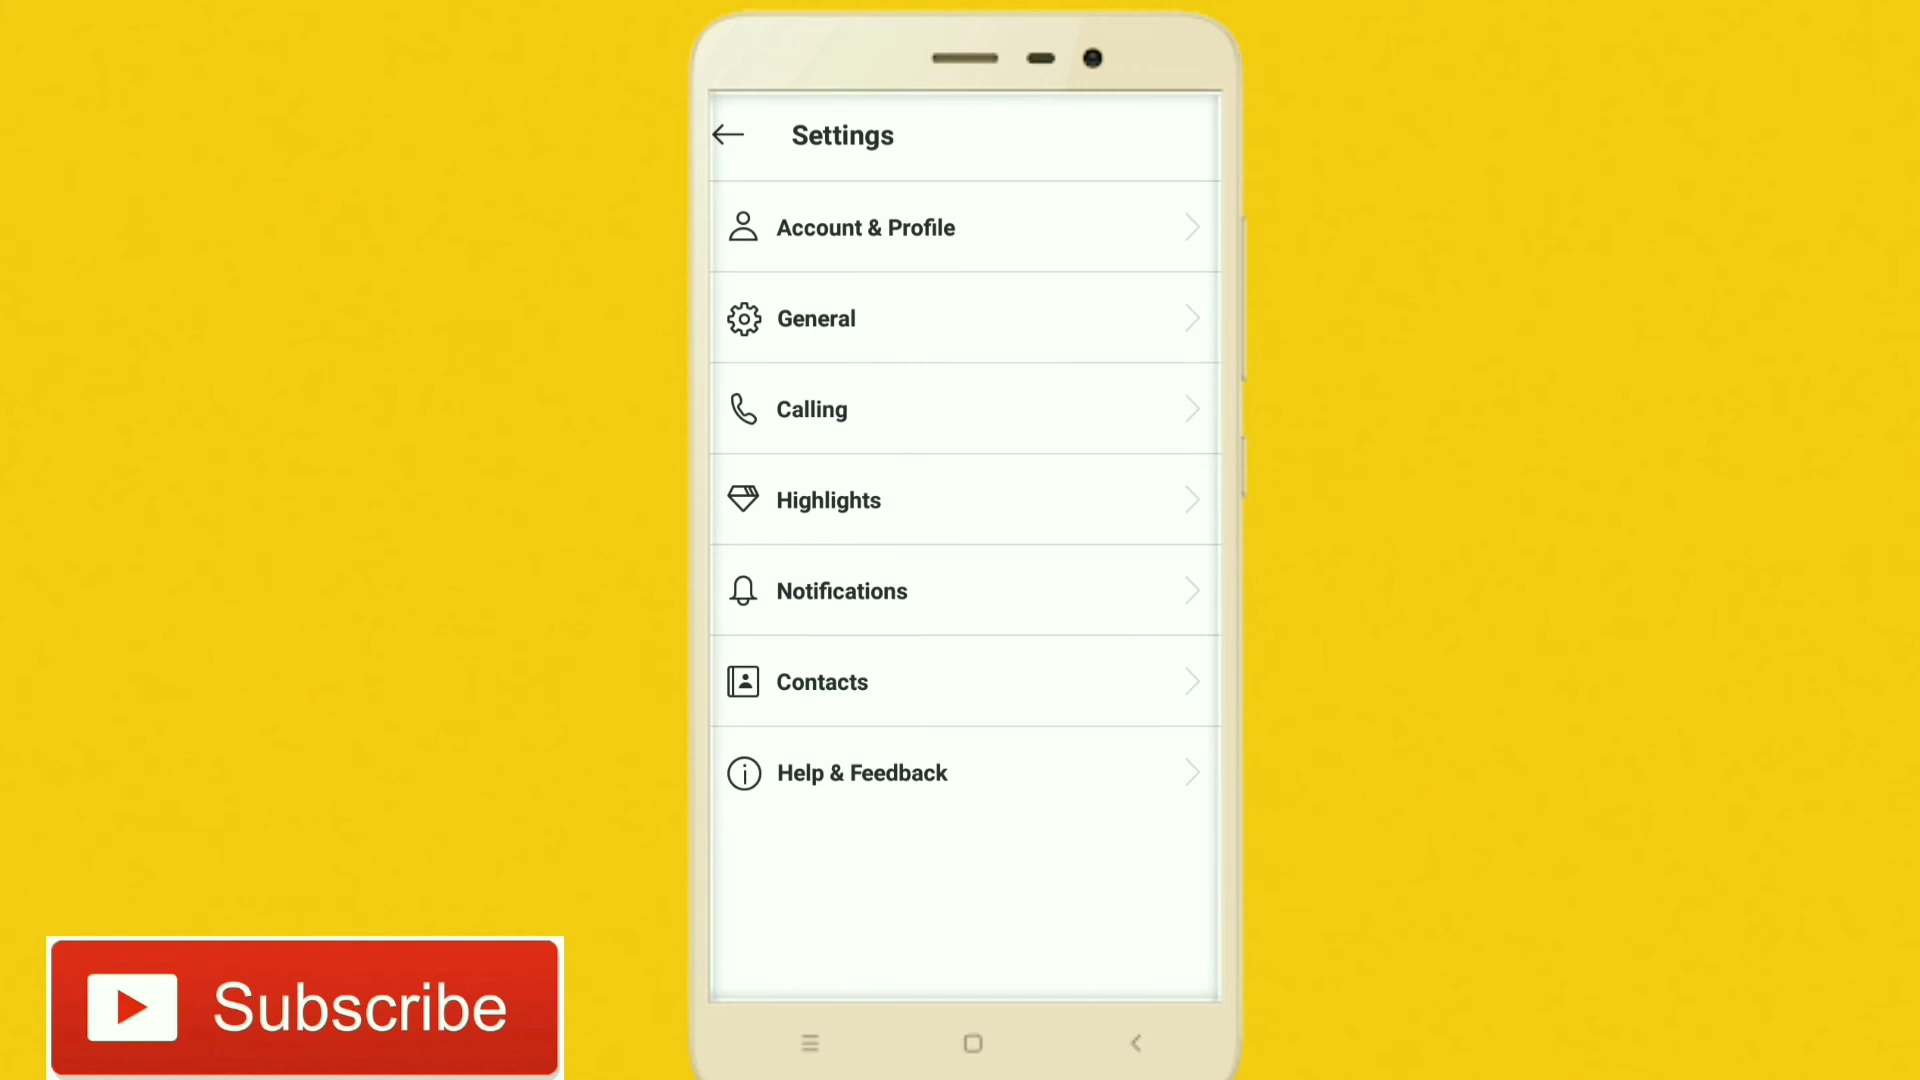 Settings
Account & Profile
General
Calling
Highlights
Notifications
Contacts
Help & Feedback
Subscribe